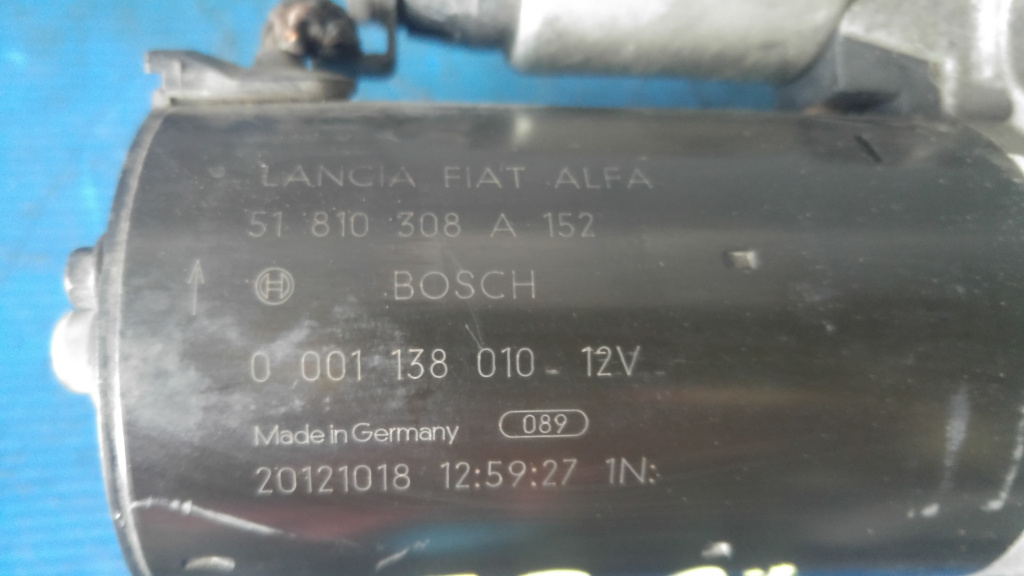 LANCIA FIAT ALFA
51 810 308 A 152
BOSCH
0 001 138 010 - 12V
Made in Germany 089
20121018 12:59:27 1N: